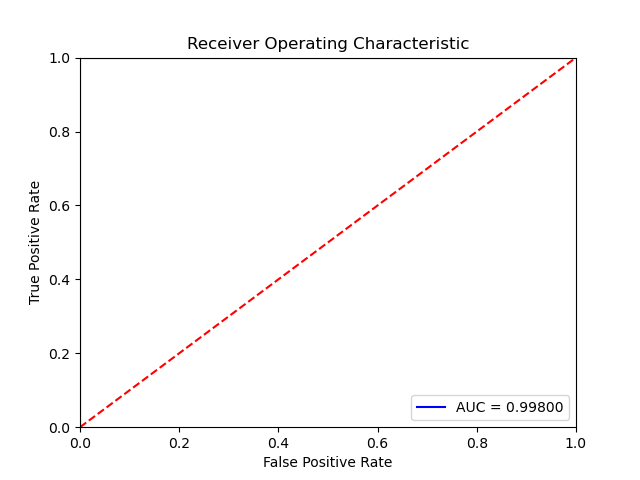 Receiver Operating Characteristic
1.0
0.8
0.6
0.4
0.2
0.0
True Positive Rate
AUC = 0.99800
0.0 0.2 0.4 0.6 0.8 1.0
False Positive Rate